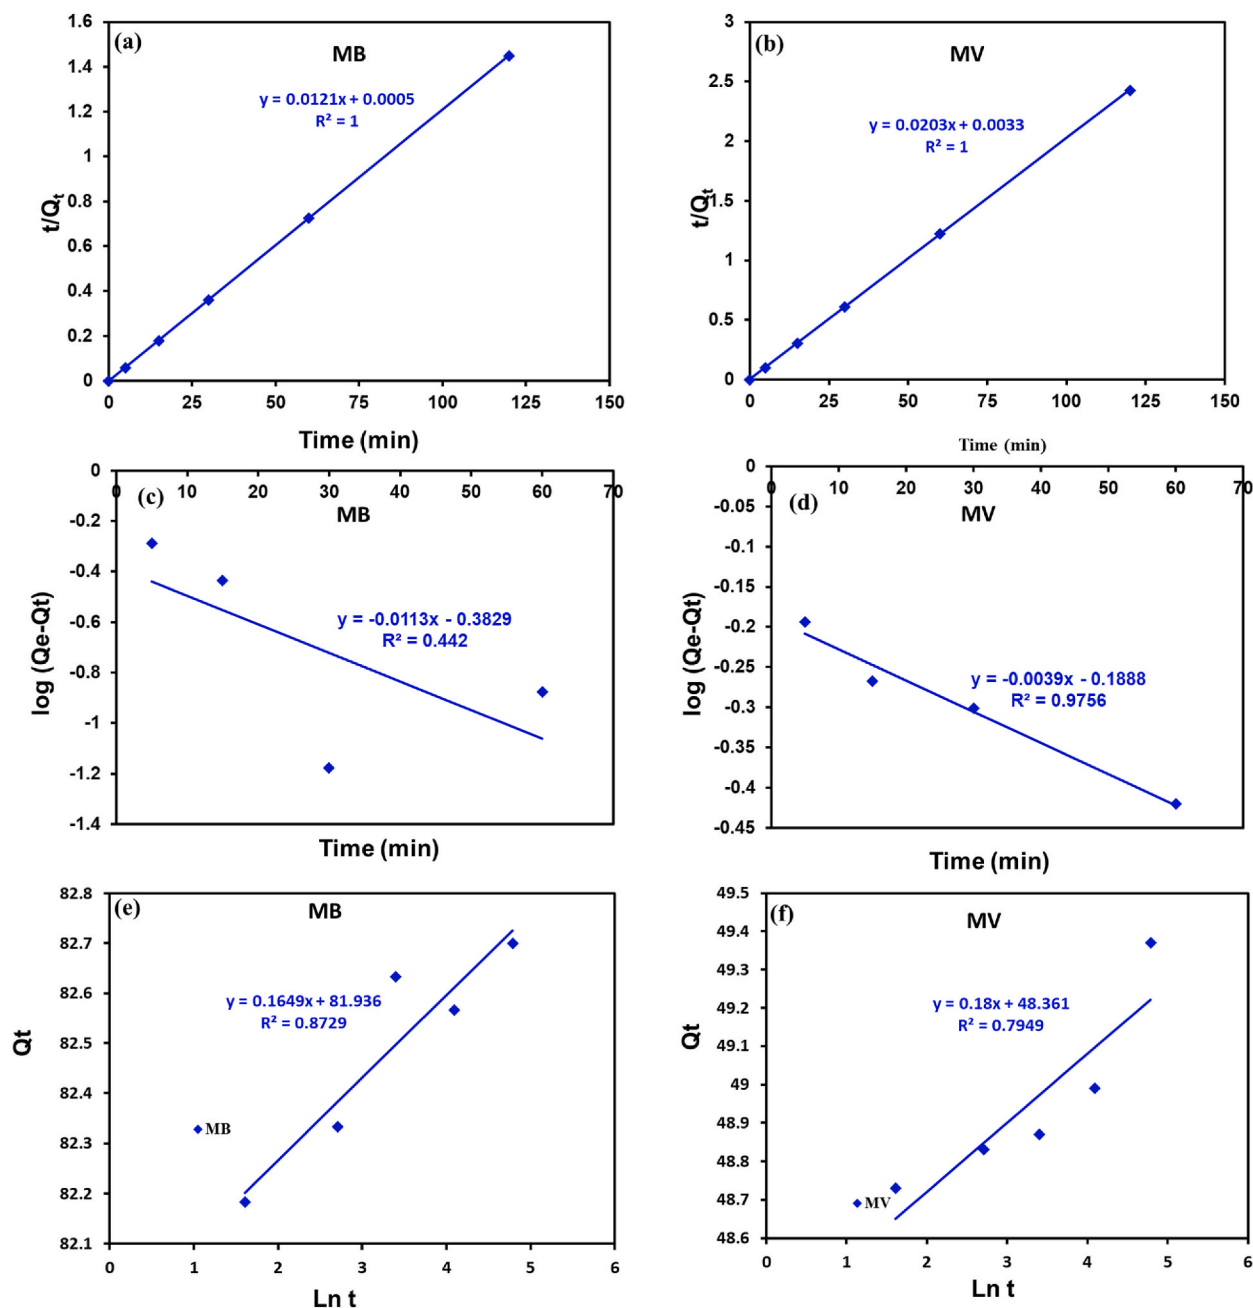 (a)
MB
y = 0.0121x + 0.0005
R² = 1
1.6
1.4
1.2
1
0.8
0.6
0.4
0.2
0
t/Qt
0 25 50 75 100 125 150
Time (min)
(b)
MV
y = 0.0203x + 0.0033
R² = 1
3
2.5
2
1.5
1
0.5
0
t/Qt
0 25 50 75 100 125 150
Time (min)
(c)
MB
0 10 20 30 40 50 60 70
0
-0.2
-0.4
-0.6
-0.8
-1
-1.2
-1.4
log (Qe-Qt)
y = -0.0113x - 0.3829
R² = 0.442
Time (min)
(d)
MV
0 10 20 30 40 50 60 70
0
-0.05
-0.1
-0.15
-0.2
-0.25
-0.3
-0.35
-0.4
-0.45
log (Qe-Qt)
y = -0.0039x - 0.1888
R² = 0.9756
Time (min)
(e)
MB
82.8
82.7
82.6
82.5
82.4
82.3
82.2
82.1
Qt
y = 0.1649x + 81.936
R² = 0.8729
MB
0 1 2 3 4 5 6
Ln t
(f)
MV
49.5
49.4
49.3
49.2
49.1
49
48.9
48.8
48.7
48.6
Qt
y = 0.18x + 48.361
R² = 0.7949
MV
0 1 2 3 4 5 6
Ln t